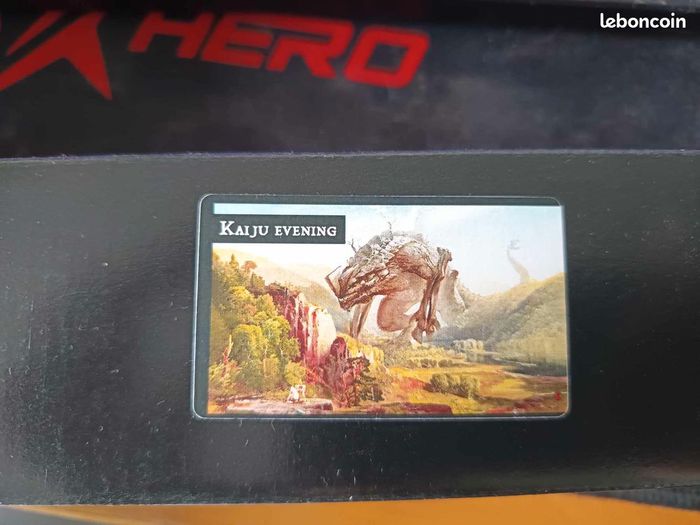 leboncoin
HERO
KAIJU EVENING